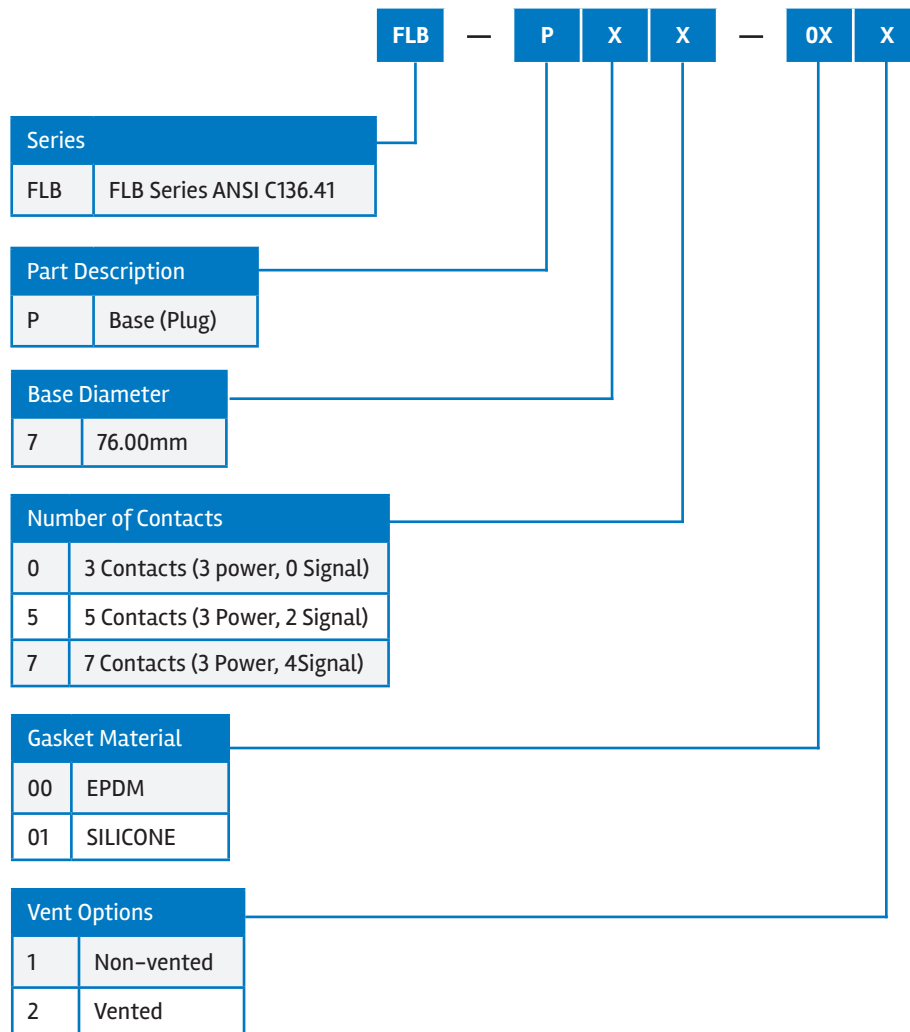 FLB — P X X — 0X X
Series
FLB FLB Series ANSI C136.41
Part Description
P Base (Plug)
Base Diameter
7 76.00mm
Number of Contacts
0 3 Contacts (3 power, 0 Signal)
5 5 Contacts (3 Power, 2 Signal)
7 7 Contacts (3 Power, 4Signal)
Gasket Material
00 EPDM
01 SILICONE
Vent Options
1 Non-vented
2 Vented